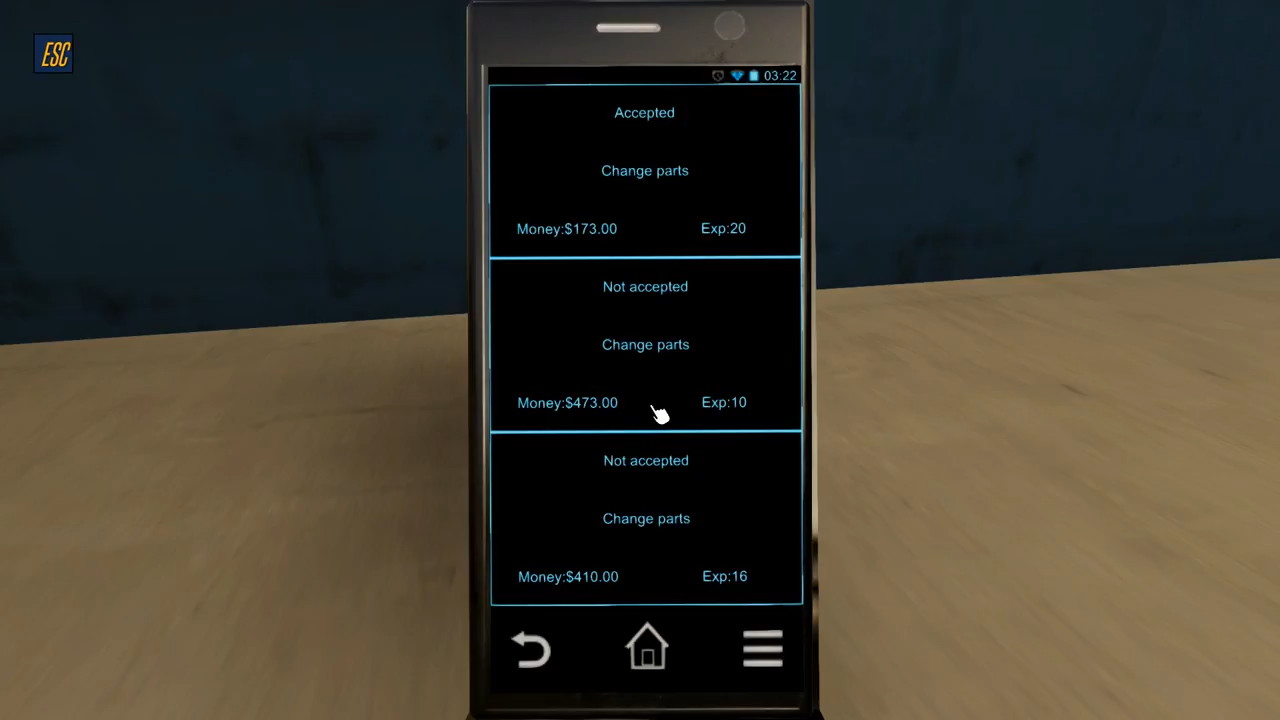 ESC
03:22
Accepted
Change parts
Money:$173.00 Exp:20
Not accepted
Change parts
Money:$473.00 Exp:10
Not accepted
Change parts
Money:$410.00 Exp:16